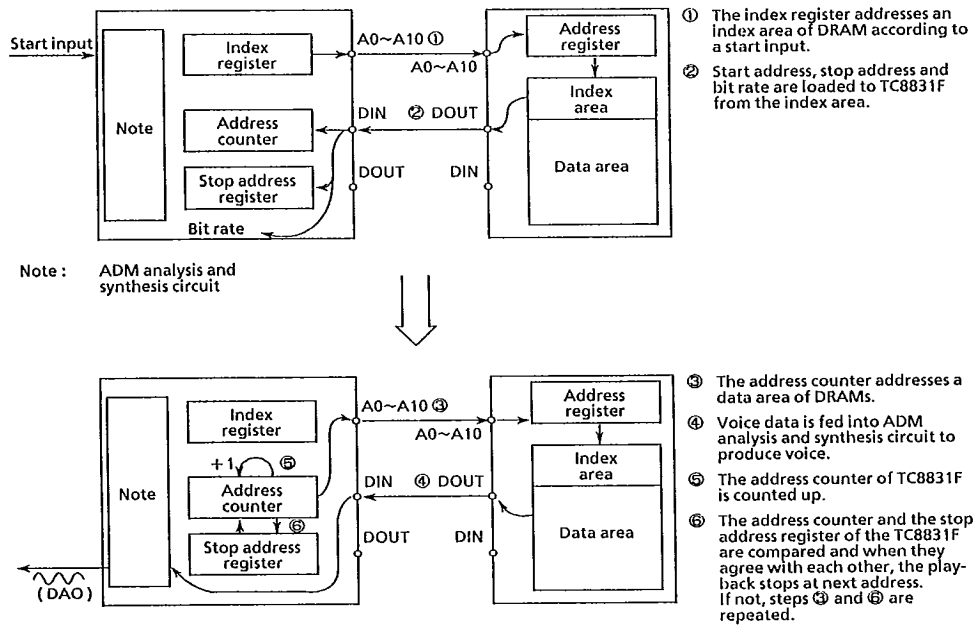 Start input
Note
Index
register
Address
counter
Stop address
register
Bit rate
A0~A10 ①
A0~A10
DIN ② DOUT
DOUT DIN
Address
register
Index
area
Data area
① The index register addresses an
index area of DRAM according to
a start input.
② Start address, stop address and
bit rate are loaded to TC8831F
from the index area.
Note : ADM analysis and
synthesis circuit
Note
(DAO)
Index
register
+1 ⑤
Address
counter
⑥
Stop address
register
A0~A10 ③
A0~A10
DIN ④ DOUT
DOUT DIN
Address
register
Index
area
Data area
③ The address counter addresses a
data area of DRAMs.
④ Voice data is fed into ADM
analysis and synthesis circuit to
produce voice.
⑤ The address counter of TC8831F
is counted up.
⑥ The address counter and the stop
address register of the TC8831F
are compared and when they
agree with each other, the play-
back stops at next address.
If not, steps ③ and ⑥ are
repeated.